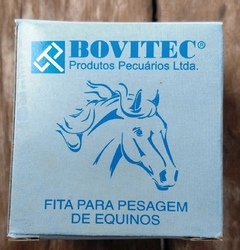 BOVITEC®
Produtos Pecuários Ltda.
FITA PARA PESAGEM
DE EQUINOS